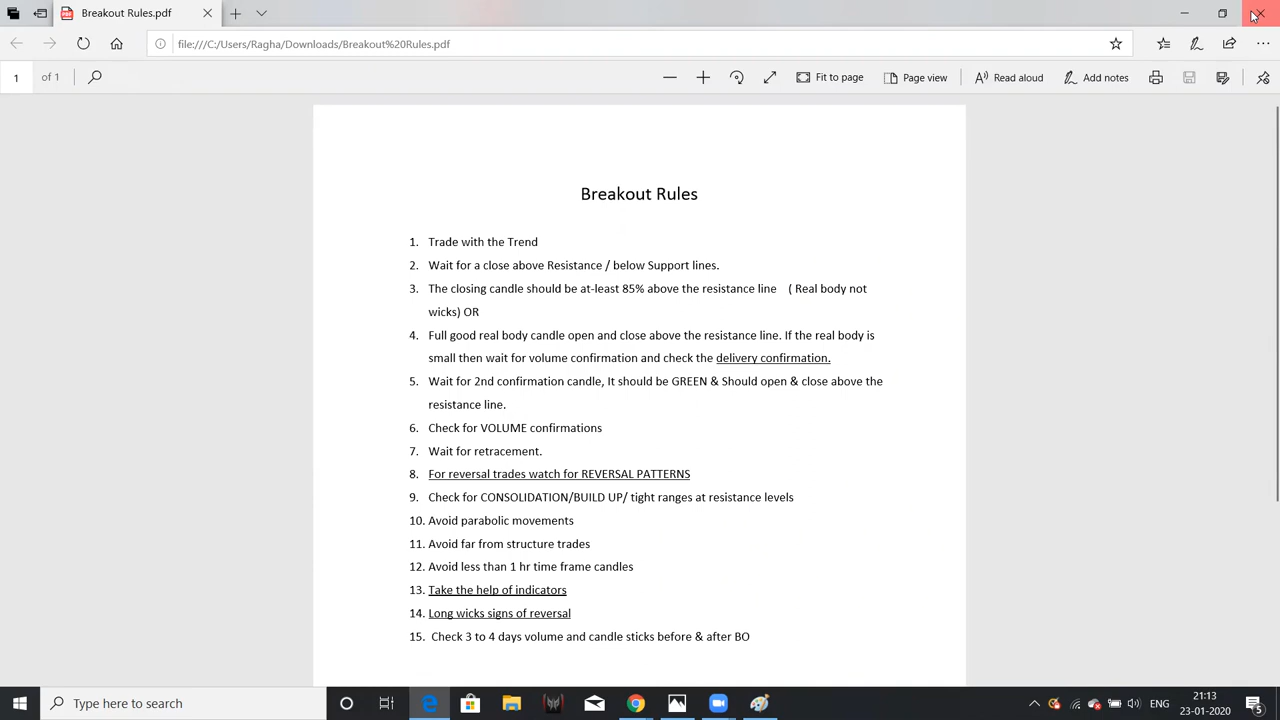 Breakout Rules.pdf
file:///C:/Users/Ragha/Downloads/Breakout%20Rules.pdf
1 of 1 Fit to page Page view Read aloud Add notes
Breakout Rules
1. Trade with the Trend
2. Wait for a close above Resistance / below Support lines.
3. The closing candle should be at-least 85% above the resistance line ( Real body not
wicks) OR
4. Full good real body candle open and close above the resistance line. If the real body is
small then wait for volume confirmation and check the delivery confirmation.
5. Wait for 2nd confirmation candle, It should be GREEN & Should open & close above the
resistance line.
6. Check for VOLUME confirmations
7. Wait for retracement.
8. For reversal trades watch for REVERSAL PATTERNS
9. Check for CONSOLIDATION/BUILD UP/ tight ranges at resistance levels
10. Avoid parabolic movements
11. Avoid far from structure trades
12. Avoid less than 1 hr time frame candles
13. Take the help of indicators
14. Long wicks signs of reversal
15. Check 3 to 4 days volume and candle sticks before & after BO
Type here to search
ENG
21:13
23-01-2020
5